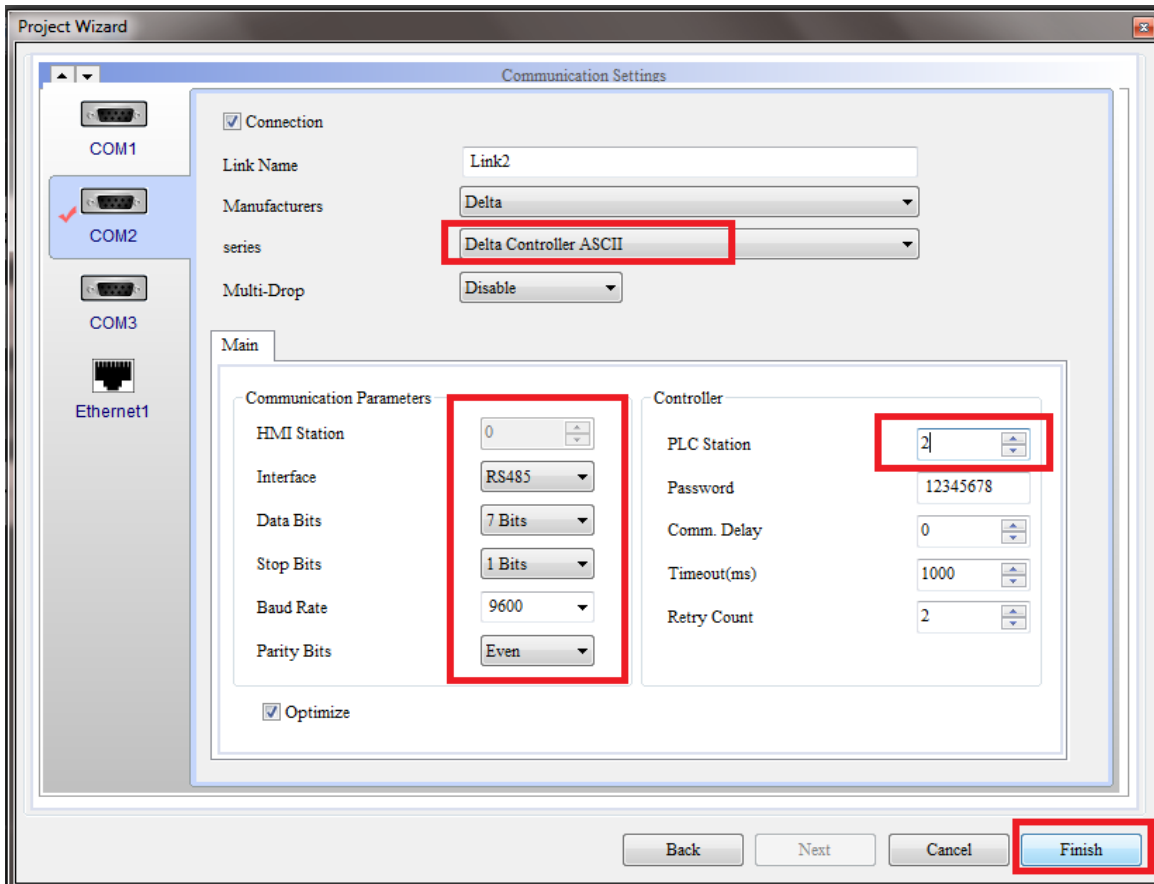 Project Wizard
Communication Settings
COM1
COM2
COM3
Ethernet1
Connection
Link Name
Link2
Manufacturers
Delta
series
Delta Controller ASCII
Multi-Drop
Disable
Main
Communication Parameters
HMI Station
0
Interface
RS485
Data Bits
7 Bits
Stop Bits
1 Bits
Baud Rate
9600
Parity Bits
Even
Optimize
Controller
PLC Station
2
Password
12345678
Comm. Delay
0
Timeout(ms)
1000
Retry Count
2
Back
Next
Cancel
Finish